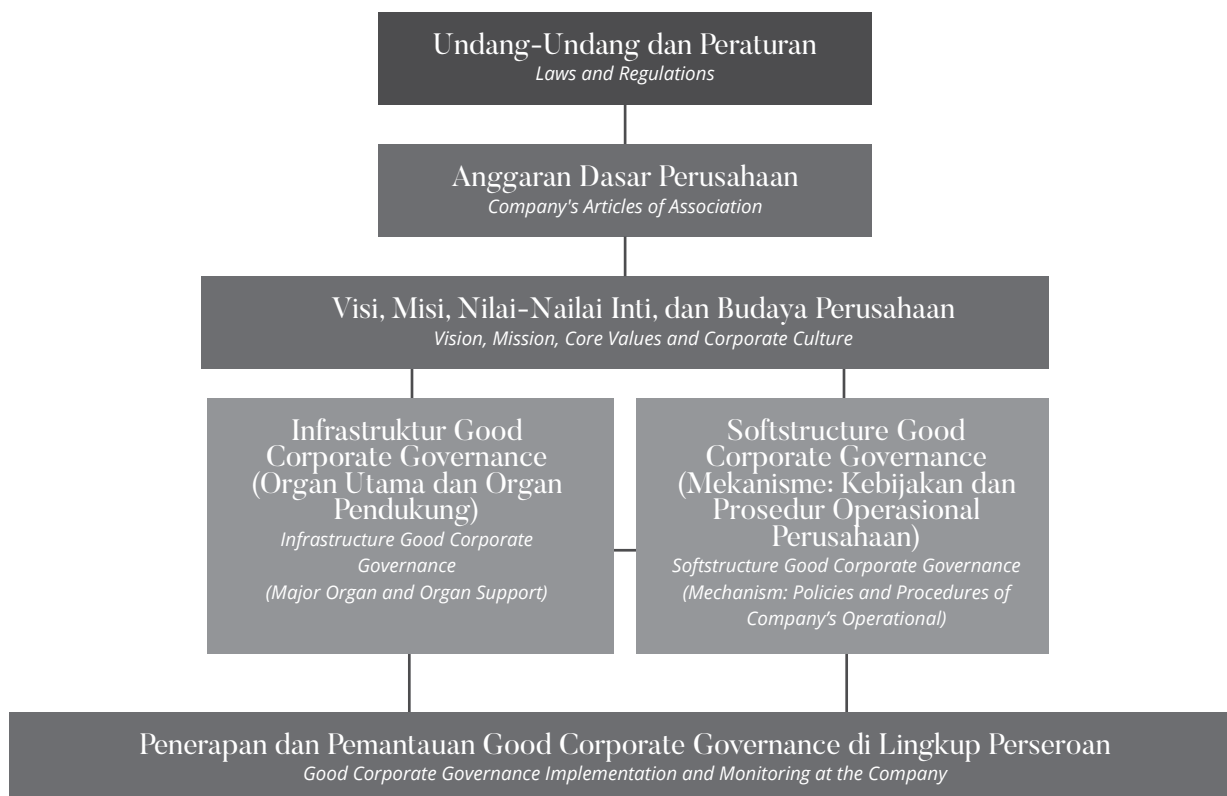 Undang-Undang dan Peraturan
Laws and Regulations
Anggaran Dasar Perusahaan
Company's Articles of Association
Visi, Misi, Nilai-Nailai Inti, dan Budaya Perusahaan
Vision, Mission, Core Values and Corporate Culture
Infrastruktur Good
Corporate Governance
(Organ Utama dan Organ
Pendukung)
Infrastructure Good Corporate
Governance
(Major Organ and Organ Support)
Softstructure Good
Corporate Governance
(Mekanisme: Kebijakan dan
Prosedur Operasional
Perusahaan)
Softstructure Good Corporate Governance
(Mechanism: Policies and Procedures of
Company’s Operational)
Penerapan dan Pemantauan Good Corporate Governance di Lingkup Perseroan
Good Corporate Governance Implementation and Monitoring at the Company